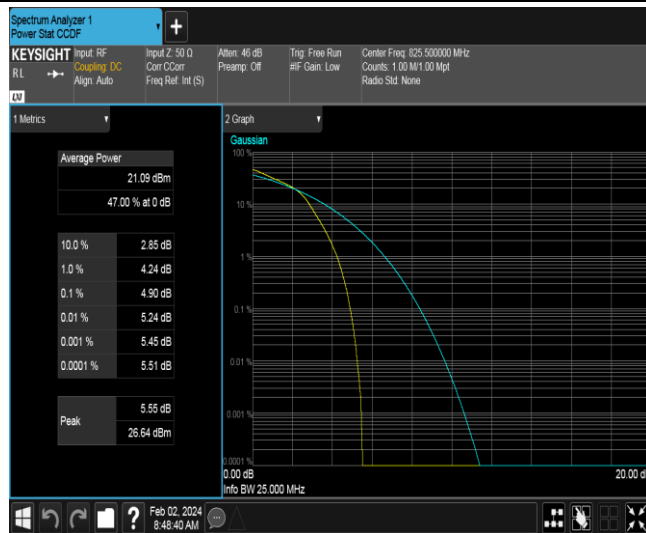 Spectrum Analyzer 1
Power Stat CCDF
+
KEYSIGHT
RL
Input: RF
Coupling: DC
Align: Auto
Input Z: 50 Ω
Corr CCorr
Freq Ref: Int (S)
Atten: 46 dB
Preamp: Off
Trig: Free Run
#IF Gain: Low
Center Freq: 825.500000 MHz
Counts: 1.00 M/1.00 Mpt
Radio Std: None
1 Metrics
Average Power
21.09 dBm
47.00 % at 0 dB
10.0 % 2.85 dB
1.0 % 4.24 dB
0.1 % 4.90 dB
0.01 % 5.24 dB
0.001 % 5.45 dB
0.0001 % 5.51 dB
Peak
5.55 dB
26.64 dBm
2 Graph
Gaussian
100 %
10 %
1 %
0.1 %
0.01 %
0.001 %
0.0001 %
0.00 dB
20.00 d
Info BW 25.000 MHz
?
Feb 02, 2024
8:48:40 AM